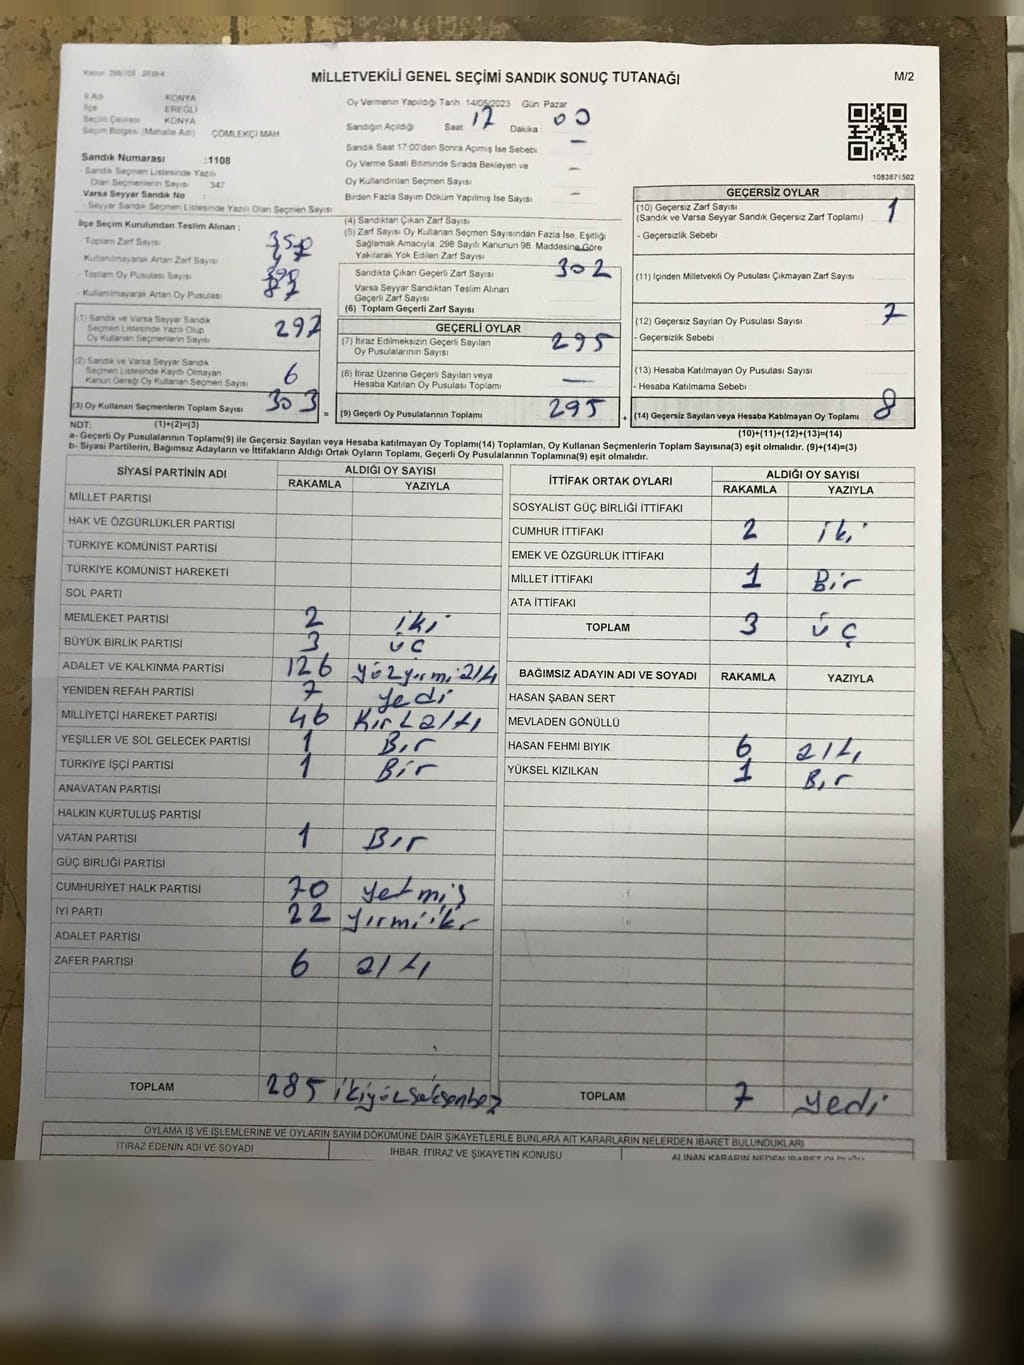 MİLLETVEKİLİ GENEL SEÇİMİ SANDIK SONUÇ TUTANAĞI
M/2
İl Adı KONYA
İlçe EREĞLİ
Seçim Çevresi KONYA
Seçim Bölgesi (Mahalle Adı) ÇÖMLEKÇİ MAH
Sandık Numarası :1108
- Sandık Seçmen Listesinde Yazılı
Olan Seçmenlerin Sayısı 347
Varsa Seyyar Sandık No :
- Seyyar Sandık Seçmen Listesinde Yazılı Olan Seçmen Sayısı:
Oy Vermenin Yapıldığı Tarih 14/05/2023 Gün Pazar
Sandığın Açıldığı Saat 17 Dakika 00
Sandık Saat 17:00'den Sonra Açımış İse Sebebi —
Oy Verme Saati Bitiminde Sırada Bekleyen ve —
Oy Kullandırılan Seçmen Sayısı
Birden Fazla Sayım Döküm Yapılmış İse Sayısı —
1083871502
İlçe Seçim Kurulundan Teslim Alınan ;
- Toplam Zarf Sayısı 350
- Kullanılmayarak Artan Zarf Sayısı 47
- Toplam Oy Pusulası Sayısı
- Kullanılmayarak Artan Oy Pusulası 87
(1) Sandık ve Varsa Seyyar Sandık
Seçmen Listesinde Yazılı Olup
Oy Kullanan Seçmenlerin Sayısı 297
(2) Sandık ve Varsa Seyyar Sandık
Seçmen Listesinde Kayıtlı Olmayan
Kanun Gereği Oy Kullanan Seçmen Sayısı 6
(3) Oy Kullanan Seçmenlerin Toplam Sayısı 303 =
(4) Sandıktan Çıkan Zarf Sayısı
(5) Zarf Sayısı Oy Kullanan Seçmen Sayısından Fazla İse, Eşitliği
Sağlamak Amacıyla, 298 Sayılı Kanunun 98. Maddesine Göre
Yakılarak Yok Edilen Zarf Sayısı
Sandıkta Çıkan Geçerli Zarf Sayısı 302
Varsa Seyyar Sandıktan Teslim Alınan
Geçerli Zarf Sayısı
(6) Toplam Geçerli Zarf Sayısı
GEÇERLİ OYLAR
(7) İtiraz Edilmeksizin Geçerli Sayılan
Oy Pusulalarının Sayısı 295
(8) İtiraz Üzerine Geçerli Sayılan veya
Hesaba Katılan Oy Pusulası Toplamı —
(9) Geçerli Oy Pusulalarının Toplamı 295 +
GEÇERSİZ OYLAR
(10) Geçersiz Zarf Sayısı 1
(Sandık ve Varsa Seyyar Sandık Geçersiz Zarf Toplamı)
- Geçersizlik Sebebi
(11) İçinden Milletvekili Oy Pusulası Çıkmayan Zarf Sayısı
(12) Geçersiz Sayılan Oy Pusulası Sayısı 7
- Geçersizlik Sebebi
(13) Hesaba Katılmayan Oy Pusulası Sayısı
- Hesaba Katılmama Sebebi
(14) Geçersiz Sayılan veya Hesaba Katılmayan Oy Toplamı 8
NOT: (1)+(2)=(3)
(10)+(11)+(12)+(13)=(14)
a- Geçerli Oy Pusulalarının Toplamı(9) ile Geçersiz Sayılan veya Hesaba katılmayan Oy Toplamı(14) Toplamları, Oy Kullanan Seçmenlerin Toplam Sayısına(3) eşit olmalıdır. (9)+(14)=(3)
b- Siyasi Partilerin, Bağımsız Adayların ve İttifakların Aldığı Ortak Oyların Toplamı, Geçerli Oy Pusulalarının Toplamına(9) eşit olmalıdır.
SİYASİ PARTİNİN ADI ALDIĞI OY SAYISI
RAKAMLA YAZIYLA
MİLLET PARTİSİ
HAK VE ÖZGÜRLÜKLER PARTİSİ
TÜRKİYE KOMÜNİST PARTİSİ
TÜRKİYE KOMÜNİST HAREKETİ
SOL PARTİ
MEMLEKET PARTİSİ 2 iki
BÜYÜK BİRLİK PARTİSİ 3 üç
ADALET VE KALKINMA PARTİSİ 126 yüzyirmialtı
YENİDEN REFAH PARTİSİ 7 yedi
MİLLİYETÇİ HAREKET PARTİSİ 46 Kırkaltı
YEŞİLLER VE SOL GELECEK PARTİSİ 1 Bir
TÜRKİYE İŞÇİ PARTİSİ 1 Bir
ANAVATAN PARTİSİ
HALKIN KURTULUŞ PARTİSİ
VATAN PARTİSİ 1 Bir
GÜÇ BİRLİĞİ PARTİSİ
CUMHURİYET HALK PARTİSİ 70 yetmiş
İYİ PARTİ 22 yirmiiki
ADALET PARTİSİ
ZAFER PARTİSİ 6 altı
TOPLAM 285 ikiyüzseksenbeş
İTTİFAK ORTAK OYLARI ALDIĞI OY SAYISI
RAKAMLA YAZIYLA
SOSYALİST GÜÇ BİRLİĞİ İTTİFAKI
CUMHUR İTTİFAKI 2 iki
EMEK VE ÖZGÜRLÜK İTTİFAKI
MİLLET İTTİFAKI 1 Bir
ATA İTTİFAKI
TOPLAM 3 üç
BAĞIMSIZ ADAYIN ADI VE SOYADI RAKAMLA YAZIYLA
HASAN ŞABAN SERT
MEVLADEN GÖNÜLLÜ
HASAN FEHMİ BIYIK 6 altı
YÜKSEL KIZILKAN 1 Bir
TOPLAM 7 yedi
OYLAMA İŞ VE İŞLEMLERİNE VE OYLARIN SAYIM DÖKÜMÜNE DAİR ŞİKAYETLERLE BUNLARA AİT KARARLARIN NELERDEN İBARET BULUNDUKLARI
İTİRAZ EDENİN ADI VE SOYADI İHBAR, İTİRAZ VE ŞİKAYETİN KONUSU ALINAN KARARIN NEDEN İBARET OLDUĞU